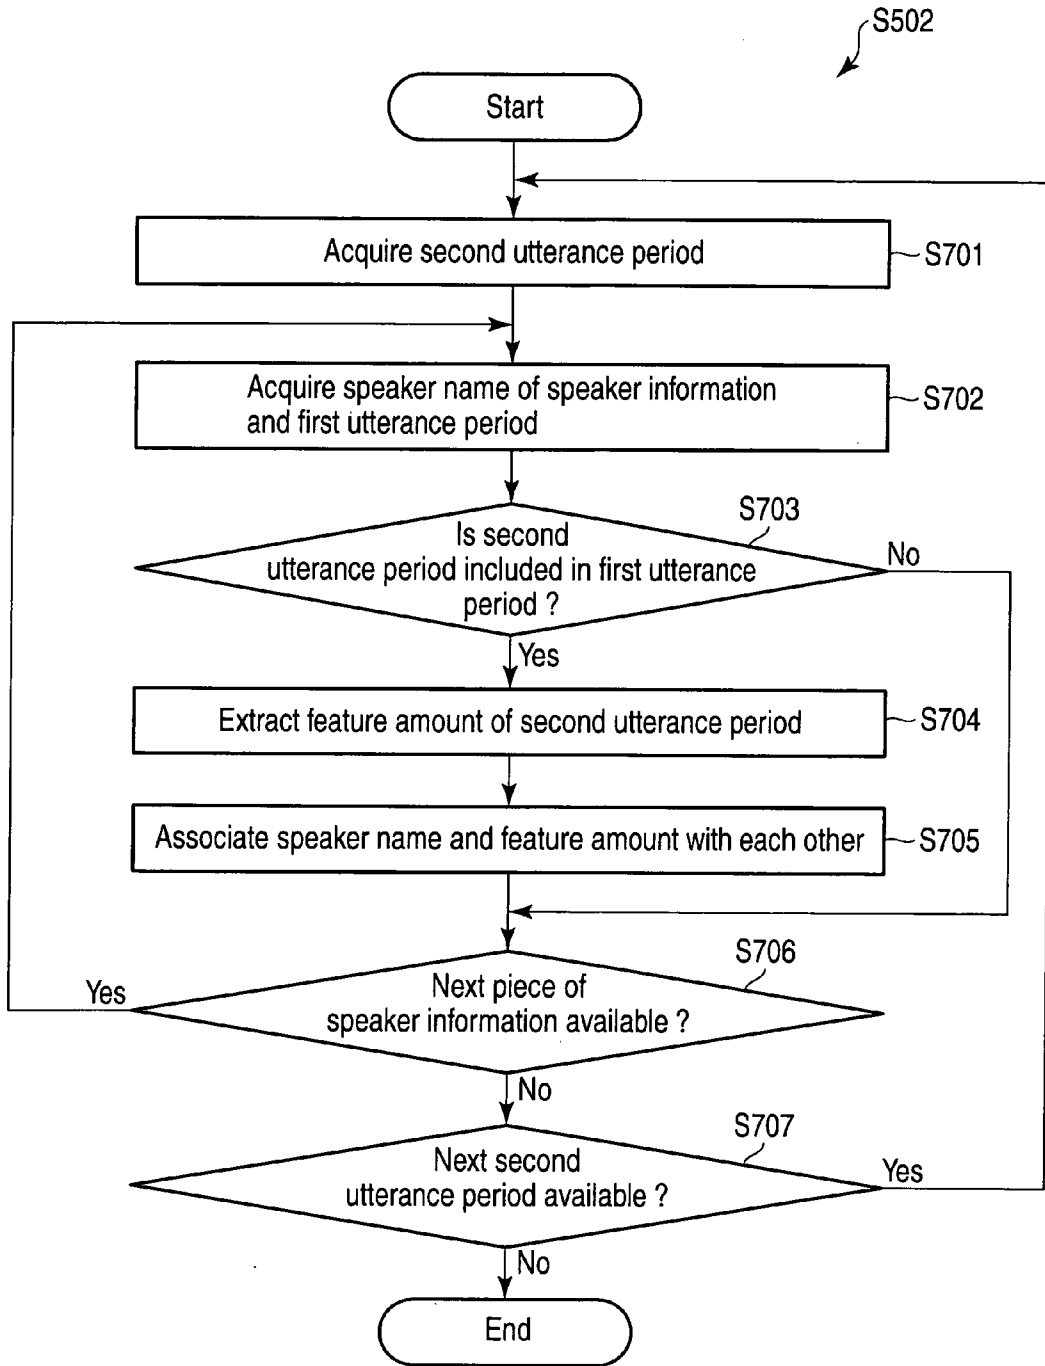 S502
Start
Acquire second utterance period
S701
Acquire speaker name of speaker information
and first utterance period
S702
S703
Is second
utterance period included in first utterance
period ?
No
Yes
Extract feature amount of second utterance period
S704
Associate speaker name and feature amount with each other
S705
S706
Yes
Next piece of
speaker information available ?
No
S707
Next second
utterance period available ?
Yes
No
End